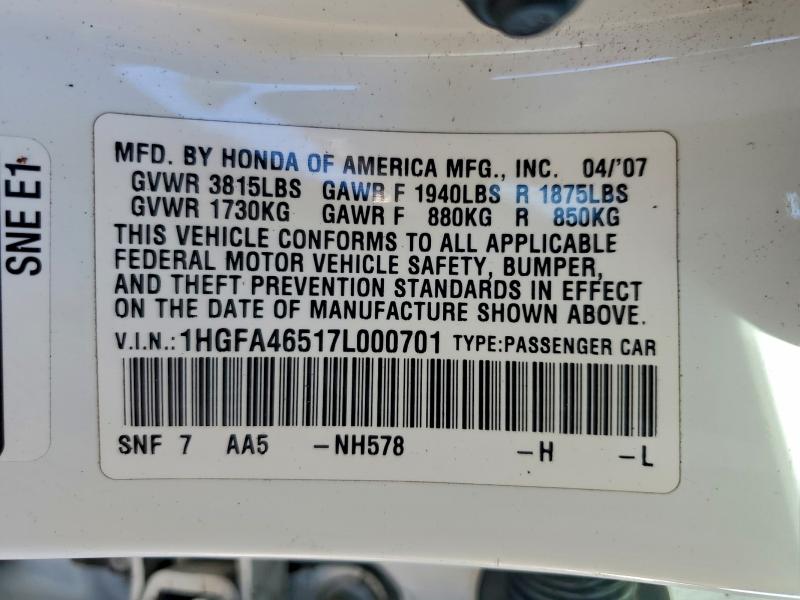 SNE E1
MFD. BY HONDA OF AMERICA MFG., INC. 04/'07
GVWR 3815LBS GAWR F 1940LBS R 1875LBS
GVWR 1730KG GAWR F 880KG R 850KG
THIS VEHICLE CONFORMS TO ALL APPLICABLE
FEDERAL MOTOR VEHICLE SAFETY, BUMPER,
AND THEFT PREVENTION STANDARDS IN EFFECT
ON THE DATE OF MANUFACTURE SHOWN ABOVE.
V.I.N.: 1HGFA46517L000701 TYPE:PASSENGER CAR
SNF 7 AA5 -NH578 -H -L